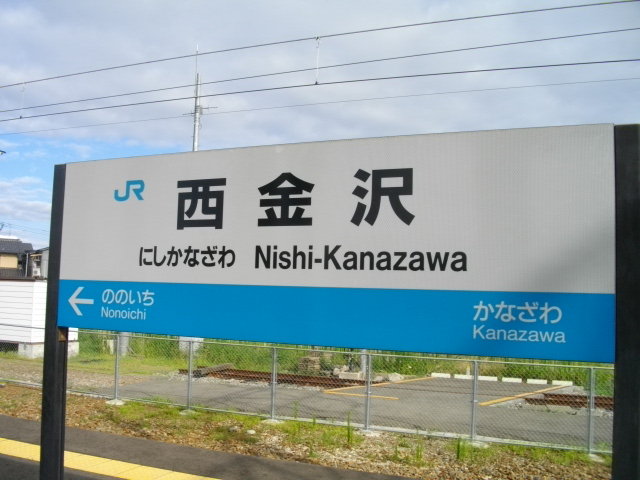 JR
西金沢
にしかなざわ Nishi-Kanazawa
← ののいち
Nonoichi
かなざわ
Kanazawa